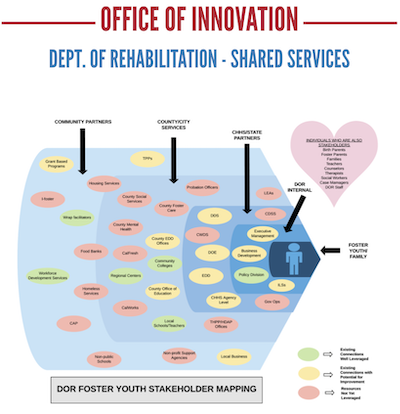 OFFICE OF INNOVATION
DEPT. OF REHABILITATION - SHARED SERVICES
COMMUNITY PARTNERS
COUNTY/CITY
SERVICES
CHHS/STATE
PARTNERS
DOR
INTERNAL
INDIVIDUALS WHO ARE ALSO
STAKEHOLDERS
Birth Parents
Foster Parents
Families
Teachers
Counselors
Therapists
Social Workers
Case Managers
DOR Staff
FOSTER
YOUTH/
FAMILY
Grant Based
Programs
TPPs
Housing Services
Probation Officers
iFoster
County Social
Services
County Foster
Care
LEAs
CDSS
Wrap facilitators
DDS
County Mental
Health
Executive
Management
CWDS
County EDD
Offices
Food Banks
CalFresh
DOE
Business
Development
Community
Colleges
Workforce
Development Services
Regional Centers
EDD
Policy Division
ILSs
Homeless
Services
County Office of
Education
CHHS Agency
Level
Gov Ops
CalWorks
CAP
Local
Schools/Teachers
THPP/HDAP
Offices
Non-public
Schools
Non-profit Support
Agencies
Local Business
Existing
Connections
Well Leveraged
Existing
Connections with
Potential for
Improvement
Resources
Not Yet
Leveraged
DOR FOSTER YOUTH STAKEHOLDER MAPPING